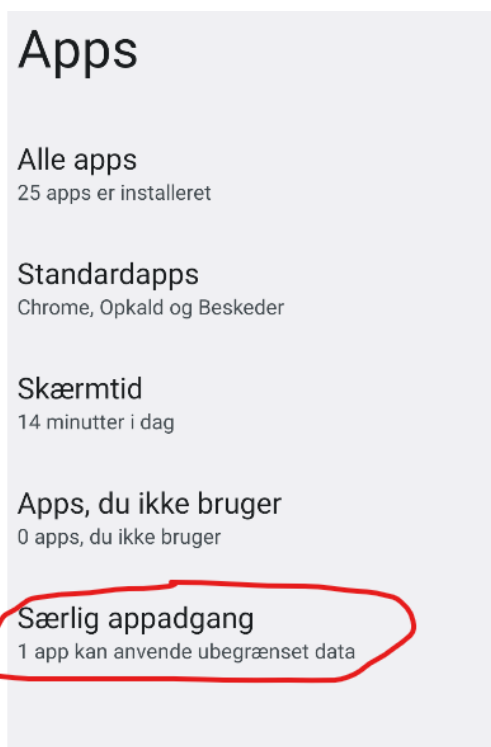 Apps
Alle apps
25 apps er installeret
Standardapps
Chrome, Opkald og Beskeder
Skærmtid
14 minutter i dag
Apps, du ikke bruger
0 apps, du ikke bruger
Særlig appadgang
1 app kan anvende ubegrænset data